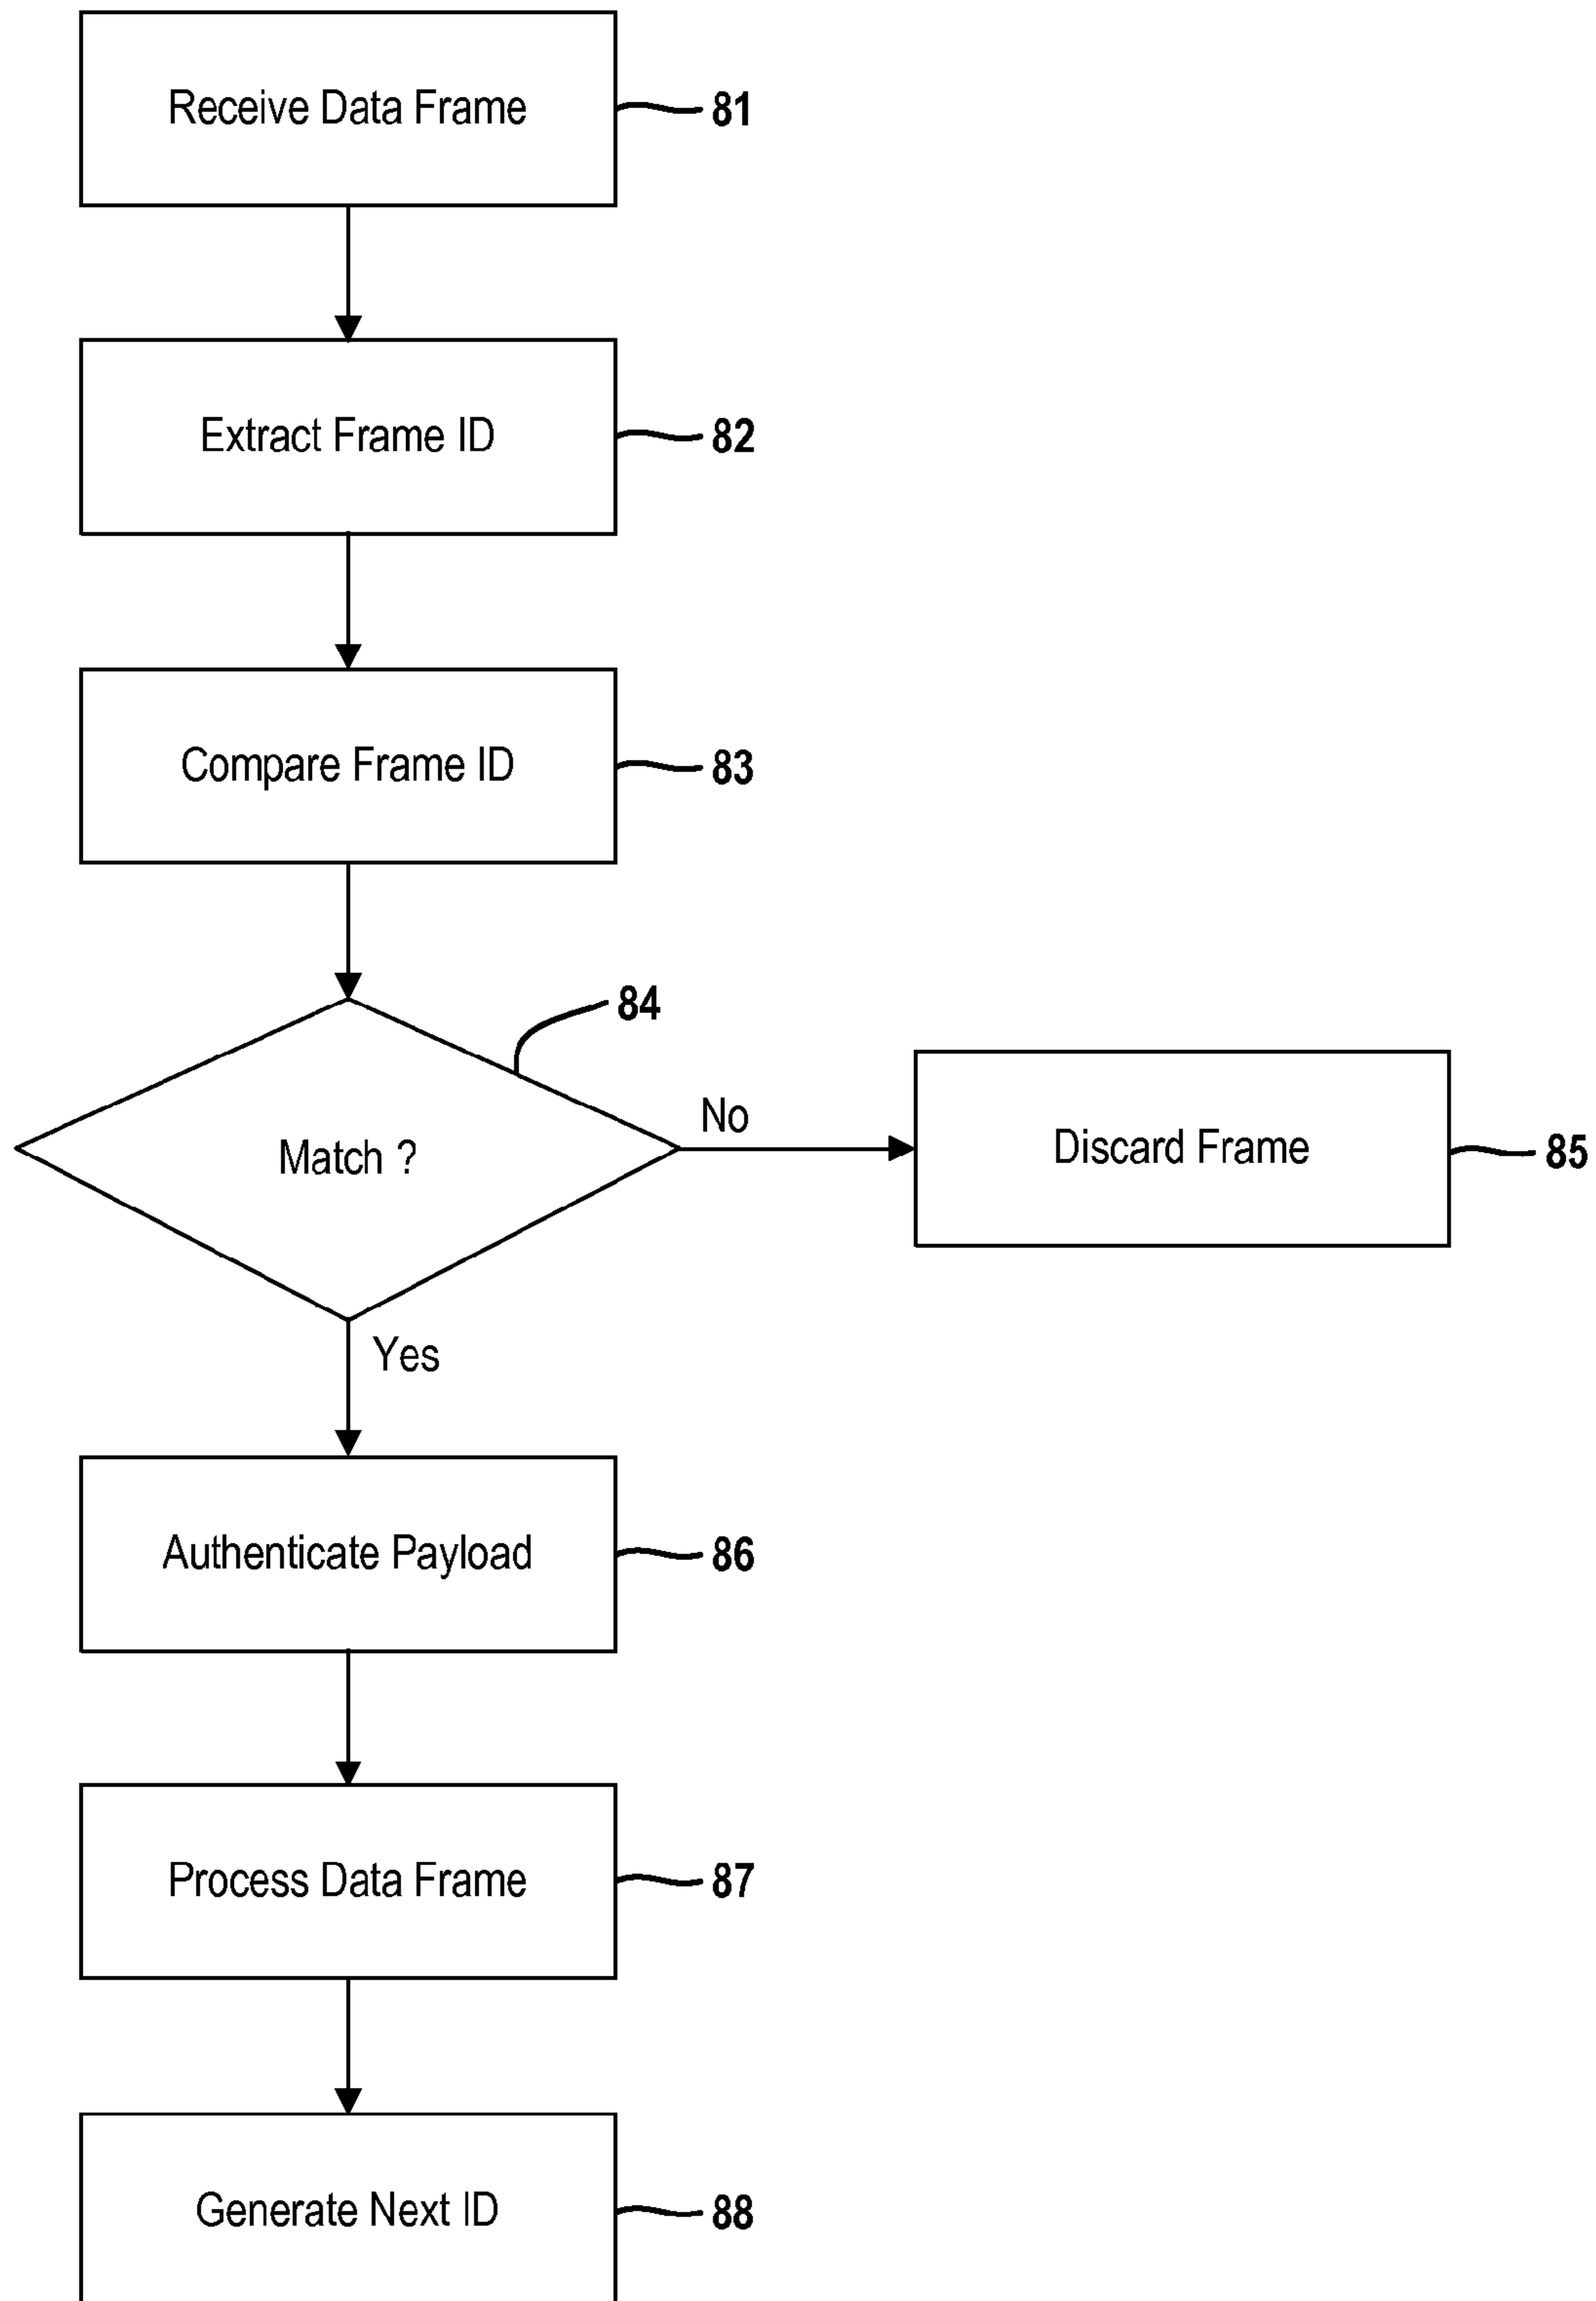 Receive Data Frame
81
Extract Frame ID
82
Compare Frame ID
83
84
Match ?
No
Discard Frame
85
Yes
Authenticate Payload
86
Process Data Frame
87
Generate Next ID
88